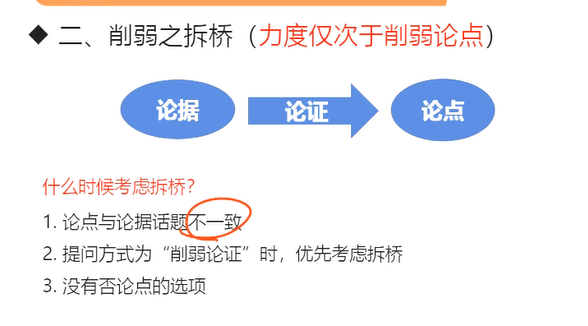 ◆ 二、削弱之拆桥（力度仅次于削弱论点）
论据 论证 论点
什么时候考虑拆桥？
1. 论点与论据话题不一致
2. 提问方式为“削弱论证”时，优先考虑拆桥
3. 没有否论点的选项